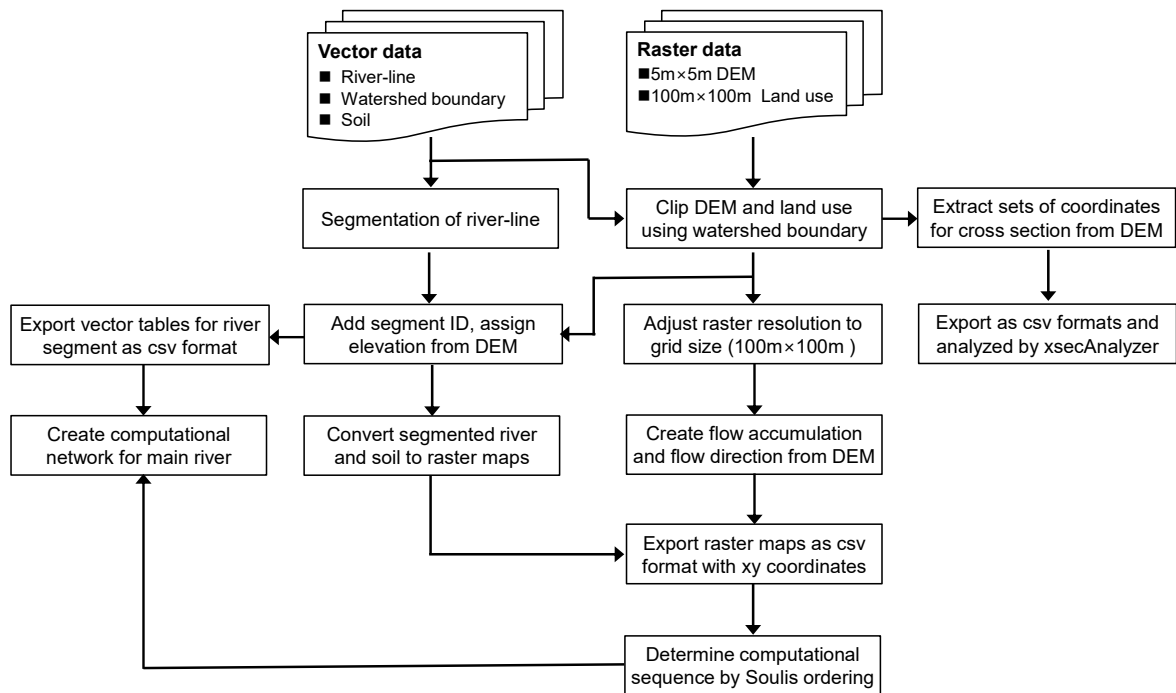 Vector data
■ River-line
■ Watershed boundary
■ Soil
Raster data
■5m×5m DEM
■100m×100m Land use
Segmentation of river-line
Clip DEM and land use
using watershed boundary
Extract sets of coordinates
for cross section from DEM
Export vector tables for river
segment as csv format
Add segment ID, assign
elevation from DEM
Adjust raster resolution to
grid size (100m×100m )
Export as csv formats and
analyzed by xsecAnalyzer
Create computational
network for main river
Convert segmented river
and soil to raster maps
Create flow accumulation
and flow direction from DEM
Export raster maps as csv
format with xy coordinates
Determine computational
sequence by Soulis ordering